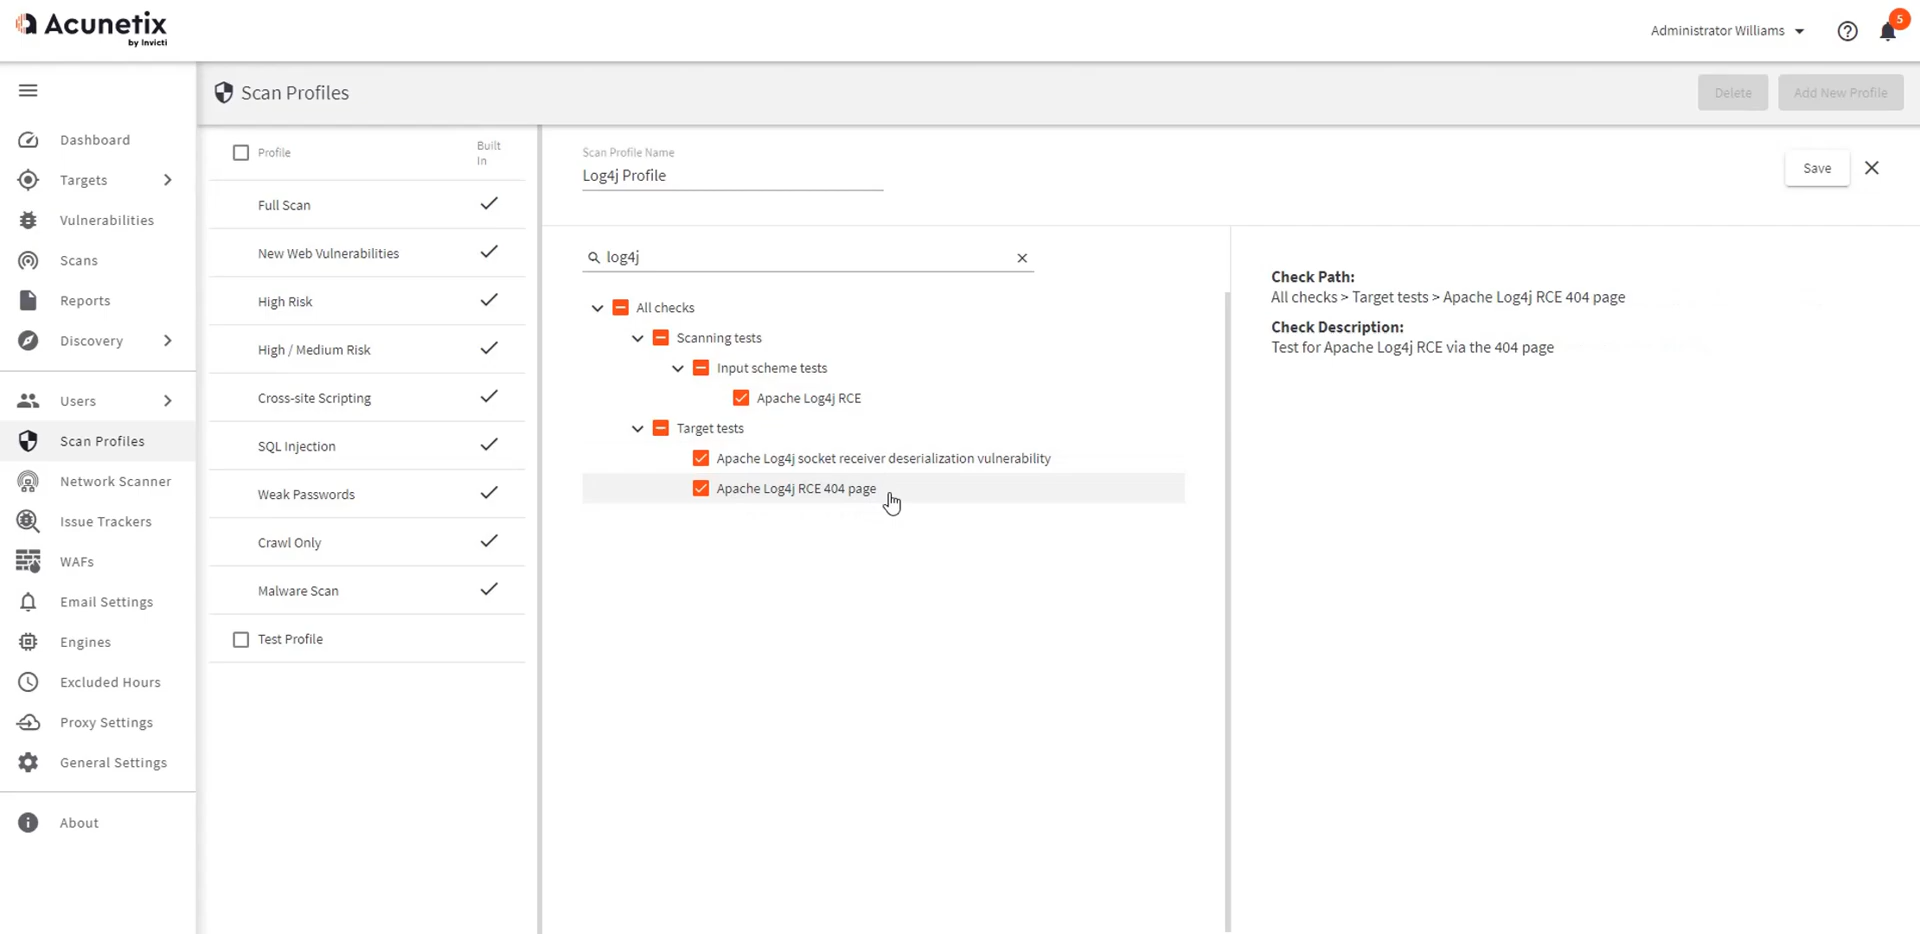 Acunetix
by Invicti
Administrator Williams
5
Scan Profiles
Delete
Add New Profile
Dashboard
Targets
Vulnerabilities
Scans
Reports
Discovery
Users
Scan Profiles
Network Scanner
Issue Trackers
WAFs
Email Settings
Engines
Excluded Hours
Proxy Settings
General Settings
About
Profile
Built
In
Full Scan
New Web Vulnerabilities
High Risk
High / Medium Risk
Cross-site Scripting
SQL Injection
Weak Passwords
Crawl Only
Malware Scan
Test Profile
Scan Profile Name
Log4j Profile
Save
log4j
All checks
Scanning tests
Input scheme tests
Apache Log4j RCE
Target tests
Apache Log4j socket receiver deserialization vulnerability
Apache Log4j RCE 404 page
Check Path:
All checks > Target tests > Apache Log4j RCE 404 page
Check Description:
Test for Apache Log4j RCE via the 404 page